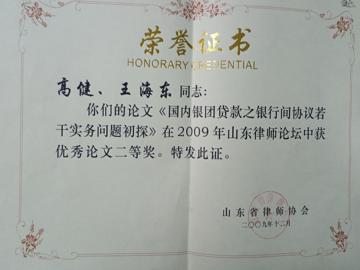 荣誉证书
HONORARY CREDENTIAL
高健、王海东同志:
你们的论文《国内银团贷款之银行间协议若
干实务问题初探》在2009年山东律师论坛中获
优秀论文二等奖。特发此证。
山东省律师协会
二〇〇九年十二月